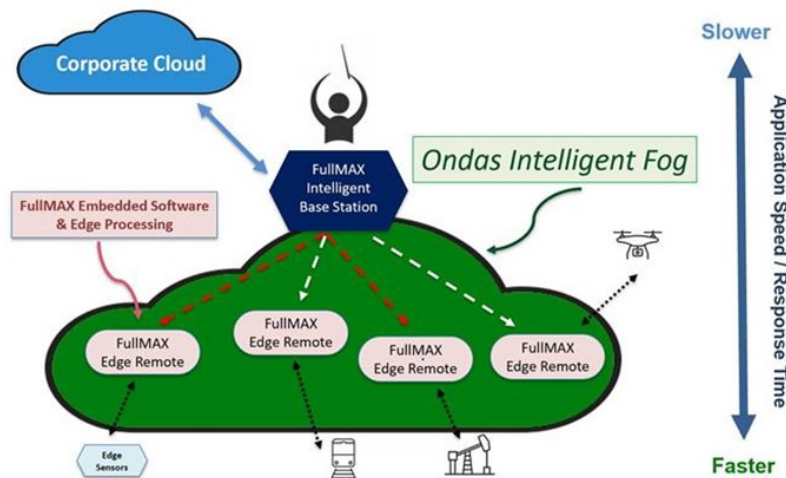 Corporate Cloud
Slower
FullMAX
Intelligent
Base Station
Ondas Intelligent Fog
FullMAX Embedded Software
& Edge Processing
Application Speed / Response Time
FullMAX
Edge Remote
FullMAX
Edge Remote
FullMAX
Edge Remote
FullMAX
Edge Remote
Edge
Sensors
Faster